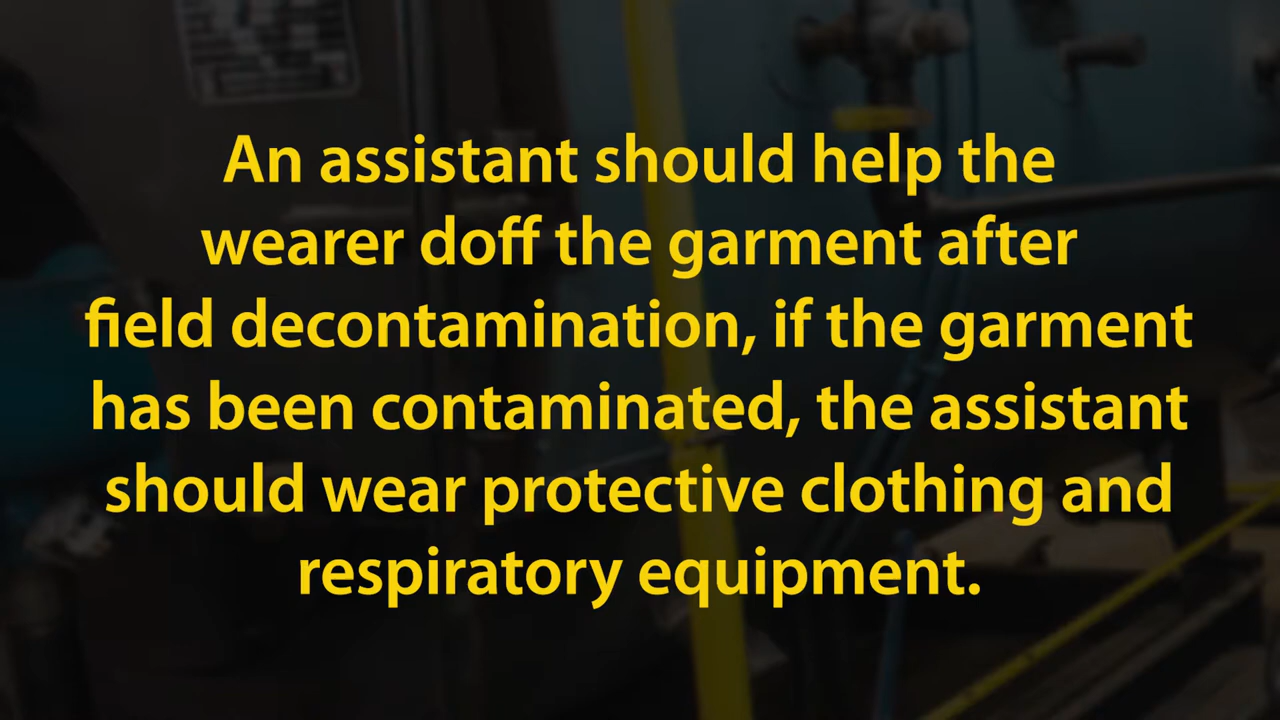 An assistant should help the
wearer doff the garment after
field decontamination, if the garment
has been contaminated, the assistant
should wear protective clothing and
respiratory equipment.